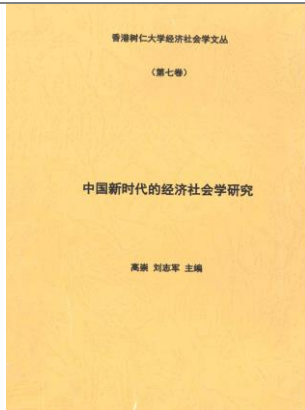 香港树仁大学经济社会学文丛
（第七卷）
中国新时代的经济社会学研究
高崇 刘志军 主编